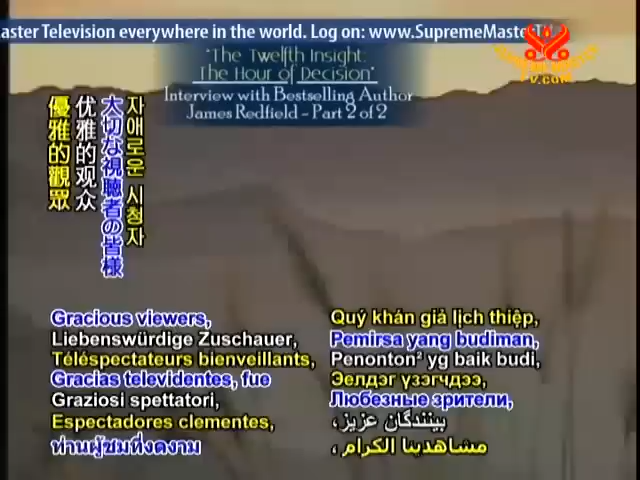 aster Television everywhere in the world. Log on: www.SupremeMasterTV.
SUPREME MASTER
TV.com
"The Twelfth Insight:
The Hour of Decision"
Interview with Bestselling Author
James Redfield - Part 2 of 2
자애로운 시청자
大切な視聴者の皆様
优雅的观众
優雅的觀眾
Gracious viewers,
Liebenswürdige Zuschauer,
Téléspectateurs bienveillants,
Gracias televidentes, fue
Graziosi spettatori,
Espectadores clementes,
ท่านผู้ชมที่งดงาม
Quý khán giả lịch thiệp,
Pemirsa yang budiman,
Penonton² yg baik budi,
Эелдэг үзэгчдээ,
Любезные зрители,
بینندگان عزیز،
مشاهدينا الكرام،